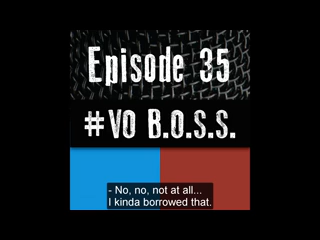 Episode 35
#VO B.O.S.S.
- No, no, not at all...
I kinda borrowed that.